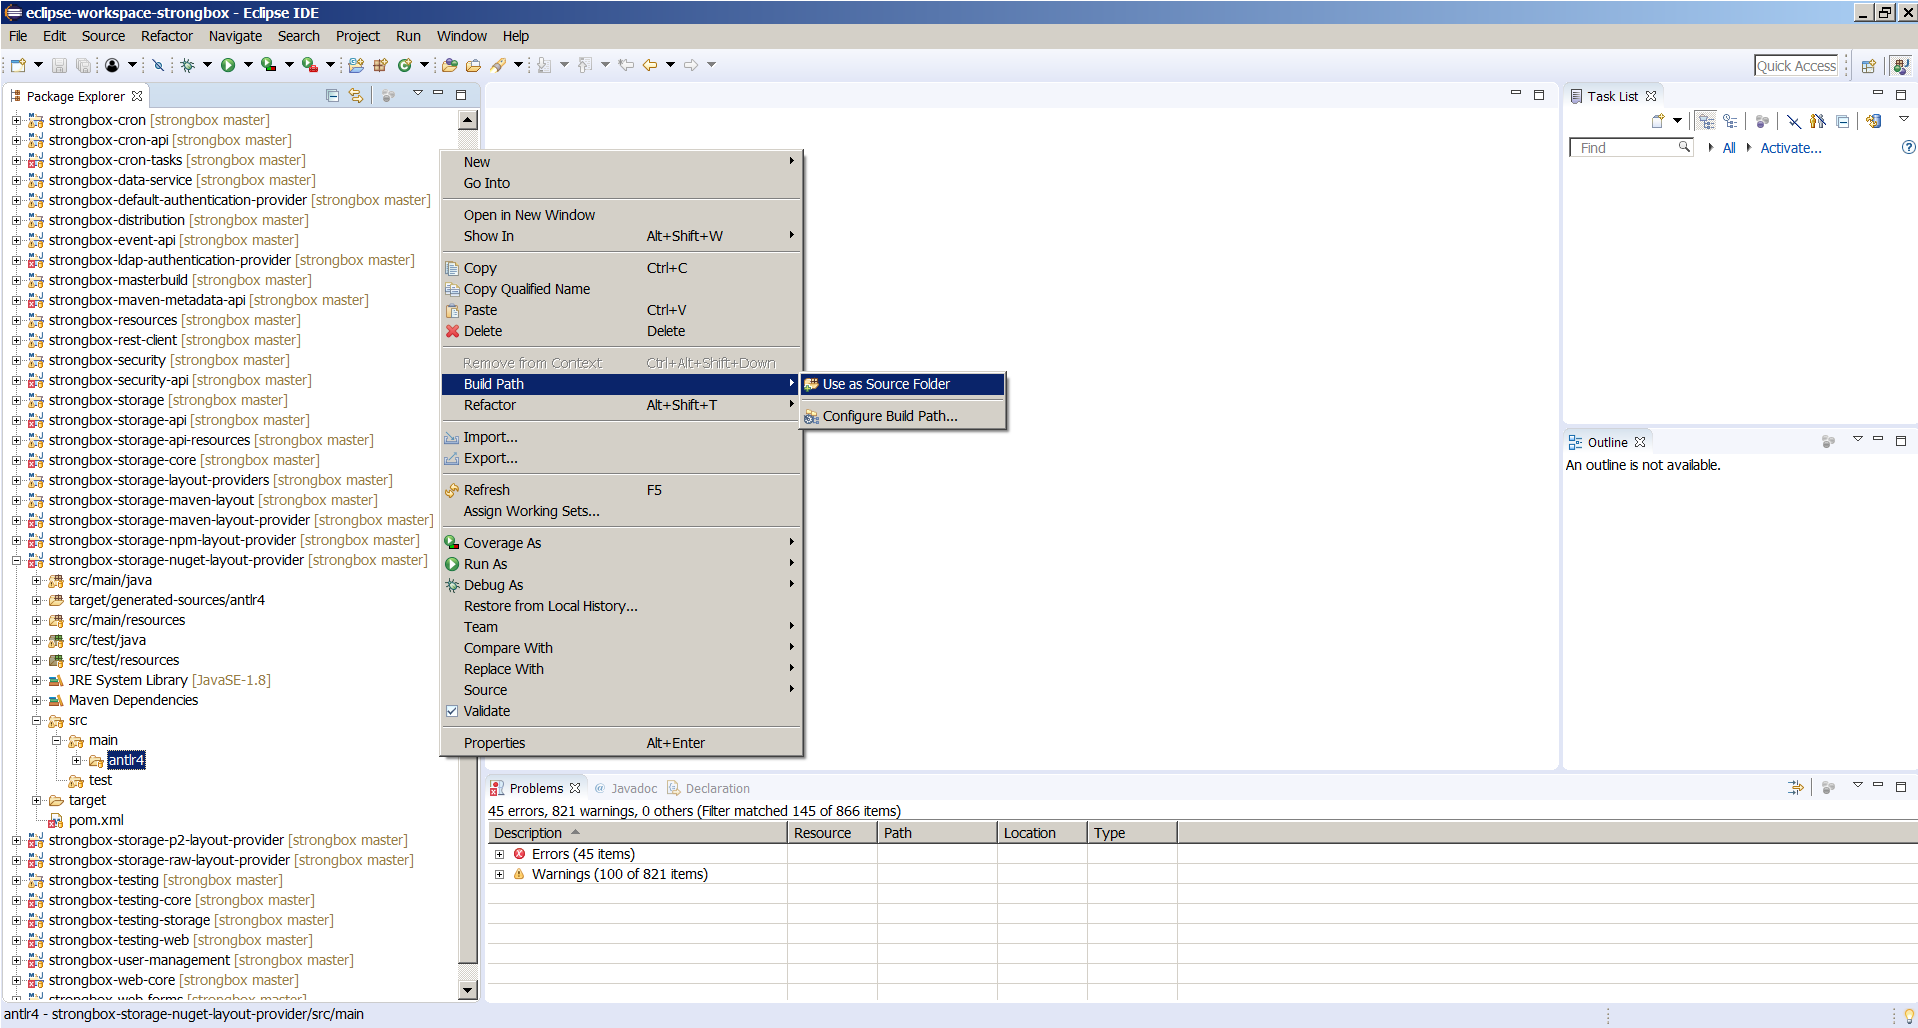 eclipse-workspace-strongbox - Eclipse IDE
File Edit Source Refactor Navigate Search Project Run Window Help
Quick Access
Package Explorer
strongbox-cron [strongbox master]
strongbox-cron-api [strongbox master]
strongbox-cron-tasks [strongbox master]
strongbox-data-service [strongbox master]
strongbox-default-authentication-provider [strongbox master]
strongbox-distribution [strongbox master]
strongbox-event-api [strongbox master]
strongbox-ldap-authentication-provider [strongbox master]
strongbox-masterbuild [strongbox master]
strongbox-maven-metadata-api [strongbox master]
strongbox-resources [strongbox master]
strongbox-rest-client [strongbox master]
strongbox-security [strongbox master]
strongbox-security-api [strongbox master]
strongbox-storage [strongbox master]
strongbox-storage-api [strongbox master]
strongbox-storage-api-resources [strongbox master]
strongbox-storage-core [strongbox master]
strongbox-storage-layout-providers [strongbox master]
strongbox-storage-maven-layout [strongbox master]
strongbox-storage-maven-layout-provider [strongbox master]
strongbox-storage-npm-layout-provider [strongbox master]
strongbox-storage-nuget-layout-provider [strongbox master]
src/main/java
target/generated-sources/antlr4
src/main/resources
src/test/java
src/test/resources
JRE System Library [JavaSE-1.8]
Maven Dependencies
src
main
antlr4
test
target
pom.xml
strongbox-storage-p2-layout-provider [strongbox master]
strongbox-storage-raw-layout-provider [strongbox master]
strongbox-testing [strongbox master]
strongbox-testing-core [strongbox master]
strongbox-testing-storage [strongbox master]
strongbox-testing-web [strongbox master]
strongbox-user-management [strongbox master]
strongbox-web-core [strongbox master]
strongbox-web-forms [strongbox master]
New
Go Into
Open in New Window
Show In Alt+Shift+W
Copy Ctrl+C
Copy Qualified Name
Paste Ctrl+V
Delete Delete
Remove from Context Ctrl+Alt+Shift+Down
Build Path
Refactor Alt+Shift+T
Import...
Export...
Refresh F5
Assign Working Sets...
Coverage As
Run As
Debug As
Restore from Local History...
Team
Compare With
Replace With
Source
Validate
Properties Alt+Enter
Use as Source Folder
Configure Build Path...
Task List
Find All Activate...
Outline
An outline is not available.
Problems Javadoc Declaration
45 errors, 821 warnings, 0 others (Filter matched 145 of 866 items)
Description Resource Path Location Type
Errors (45 items)
Warnings (100 of 821 items)
antlr4 - strongbox-storage-nuget-layout-provider/src/main